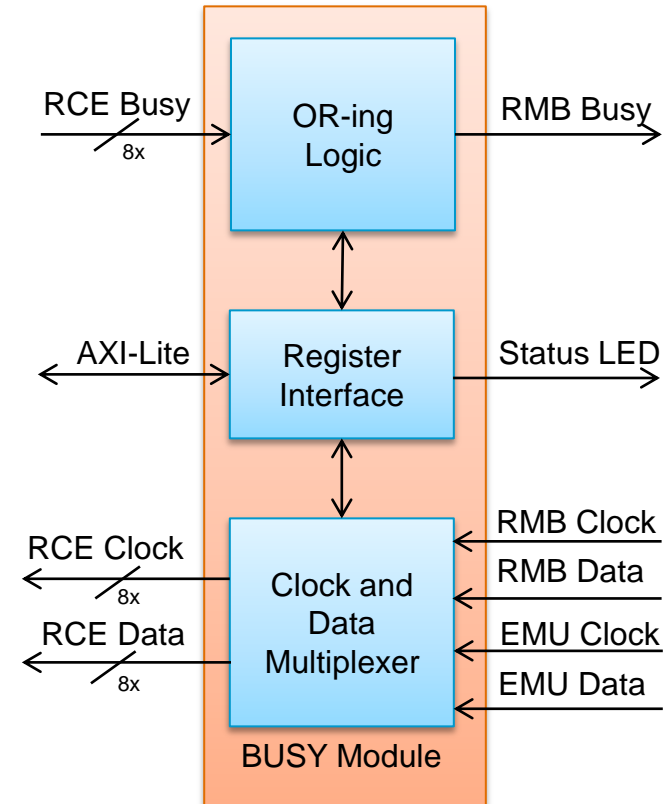 RCE Busy
8x
OR-ing
Logic
RMB Busy
AXI-Lite
Register
Interface
Status LED
RCE Clock
8x
RCE Data
8x
Clock and
Data
Multiplexer
RMB Clock
RMB Data
EMU Clock
EMU Data
BUSY Module